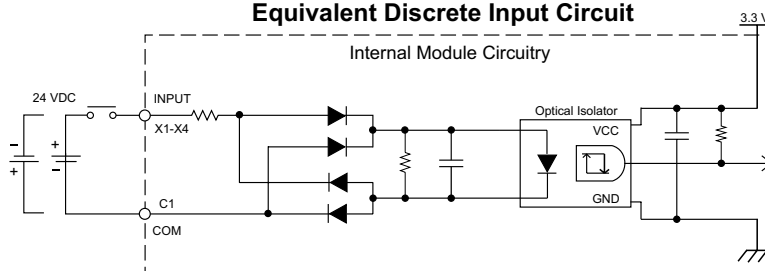 Equivalent Discrete Input Circuit
3.3 V
Internal Module Circuitry
24 VDC
INPUT
X1-X4
Optical Isolator
VCC
GND
C1
COM
− +
+ −